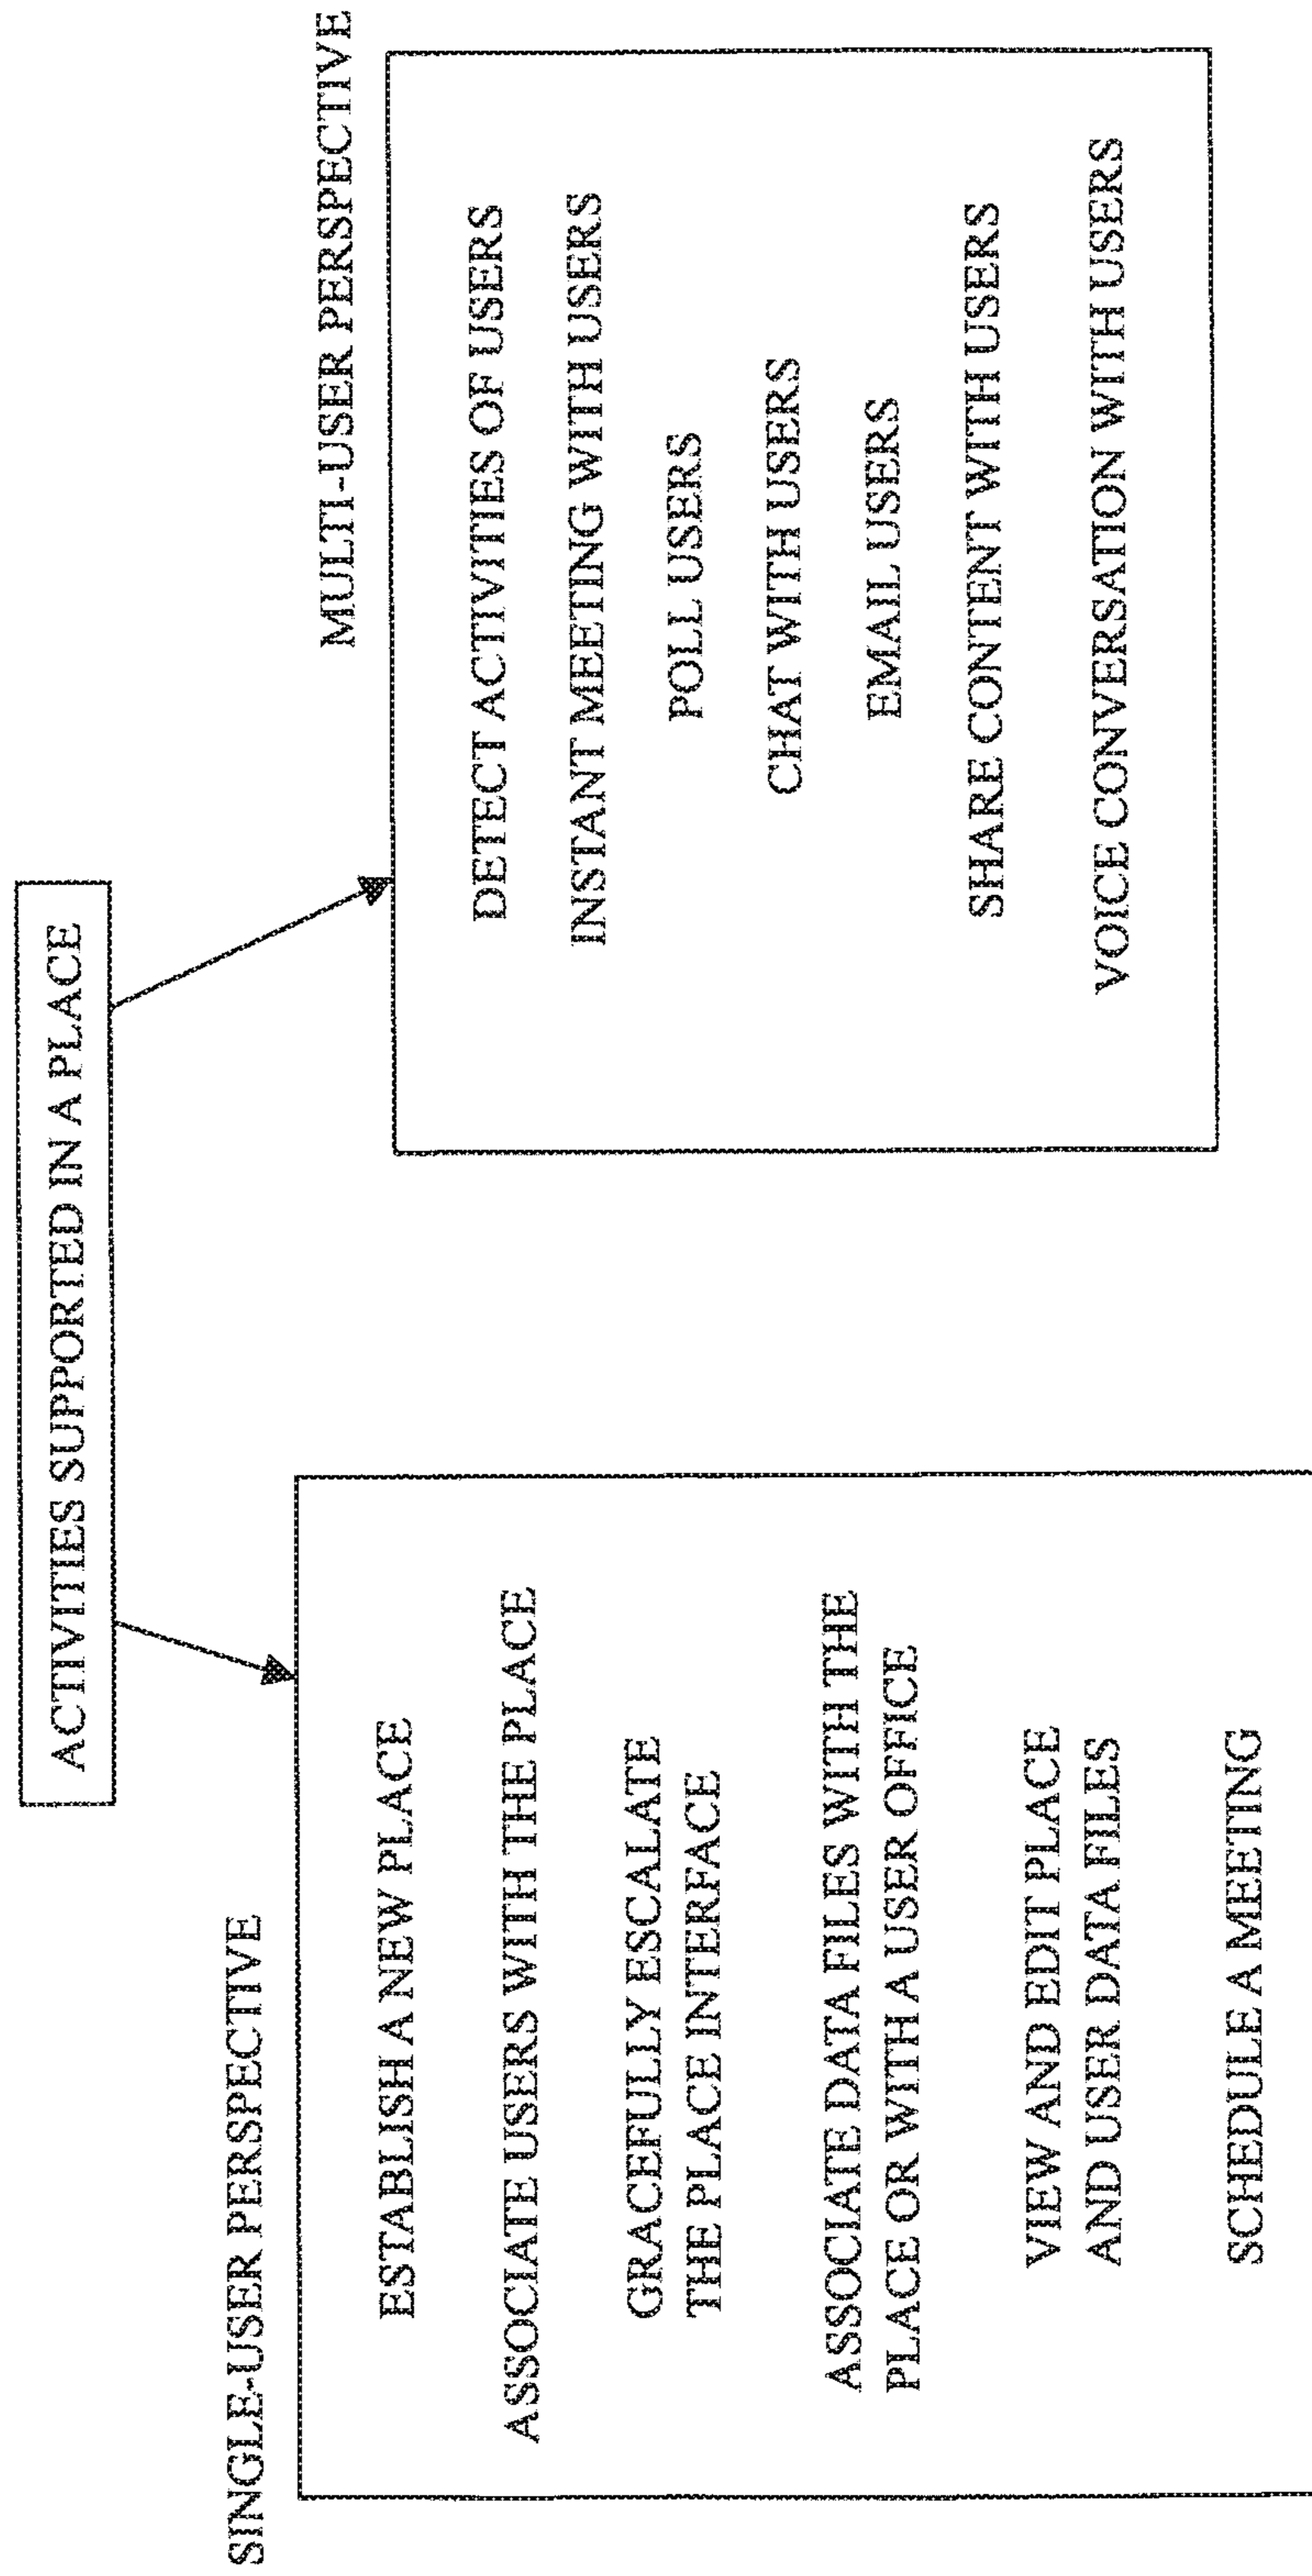 ACTIVITIES SUPPORTED IN A PLACE
SINGLE-USER PERSPECTIVE
ESTABLISH A NEW PLACE
ASSOCIATE USERS WITH THE PLACE
GRACEFULLY ESCALATE
THE PLACE INTERFACE
ASSOCIATE DATA FILES WITH THE
PLACE OR WITH A USER OFFICE
VIEW AND EDIT PLACE
AND USER DATA FILES
SCHEDULE A MEETING
MULTI-USER PERSPECTIVE
DETECT ACTIVITIES OF USERS
INSTANT MEETING WITH USERS
POLL USERS
CHAT WITH USERS
EMAIL USERS
SHARE CONTENT WITH USERS
VOICE CONVERSATION WITH USERS